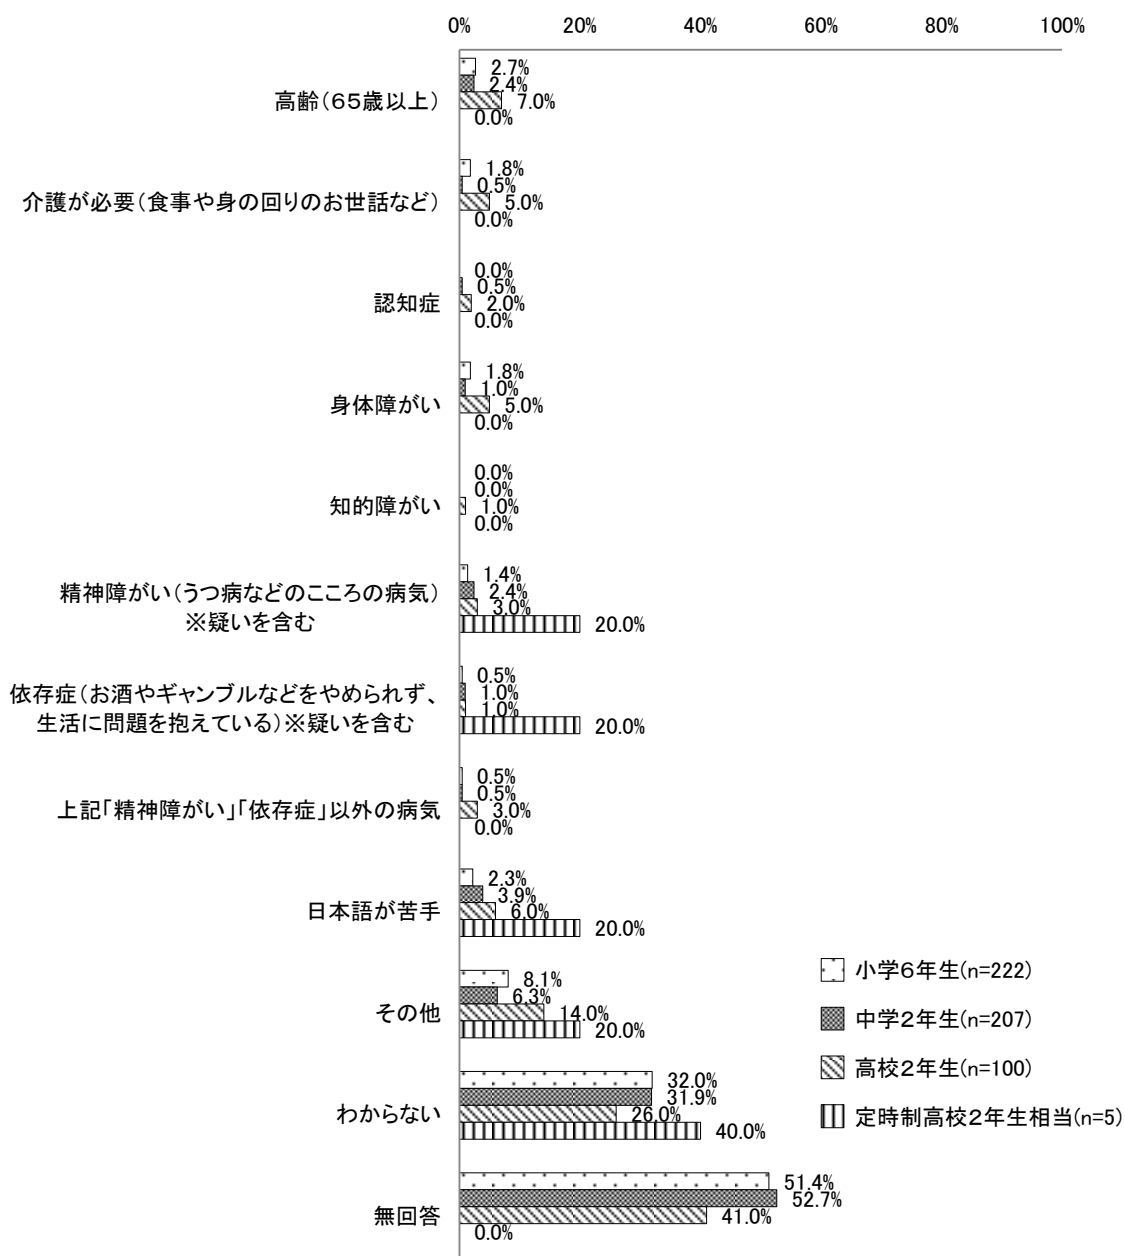 0% 20% 40% 60% 80% 100%
高齢（65歳以上）
2.7%
2.4%
7.0%
0.0%
介護が必要（食事や身の回りのお世話など）
1.8%
0.5%
5.0%
0.0%
認知症
0.0%
0.5%
2.0%
0.0%
身体障がい
1.8%
1.0%
5.0%
0.0%
知的障がい
0.0%
0.0%
1.0%
0.0%
精神障がい（うつ病などのこころの病気）
※疑いを含む
1.4%
2.4%
3.0%
20.0%
依存症（お酒やギャンブルなどをやめられず、
生活に問題を抱えている）※疑いを含む
0.5%
1.0%
1.0%
20.0%
上記「精神障がい」「依存症」以外の病気
0.5%
0.5%
3.0%
0.0%
日本語が苦手
2.3%
3.9%
6.0%
20.0%
その他
8.1%
6.3%
14.0%
20.0%
わからない
32.0%
31.9%
26.0%
40.0%
無回答
51.4%
52.7%
41.0%
0.0%
小学6年生(n=222)
中学2年生(n=207)
高校2年生(n=100)
定時制高校2年生相当(n=5)